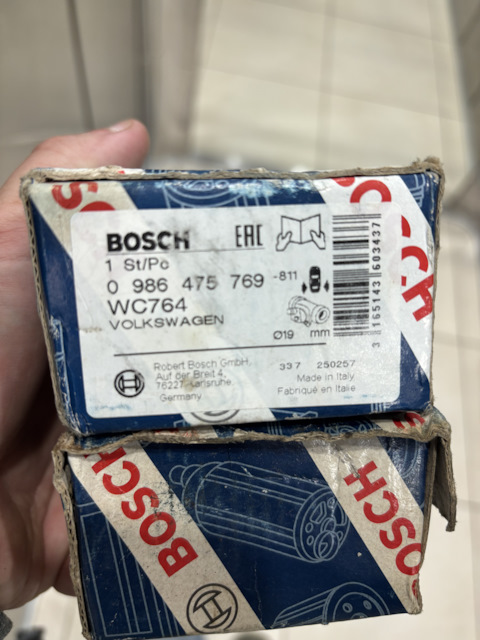 BOSCH EAC
1 St/Pc
0 986 475 769 -811
WC764
VOLKSWAGEN
Ø19 mm
3 165143 603437
Robert Bosch GmbH,
Auf der Breit 4,
76227 Karlsruhe
Germany
337 250257
Made in Italy
Fabriqué en Italie
BOSCH
BOSCH
BOSCH